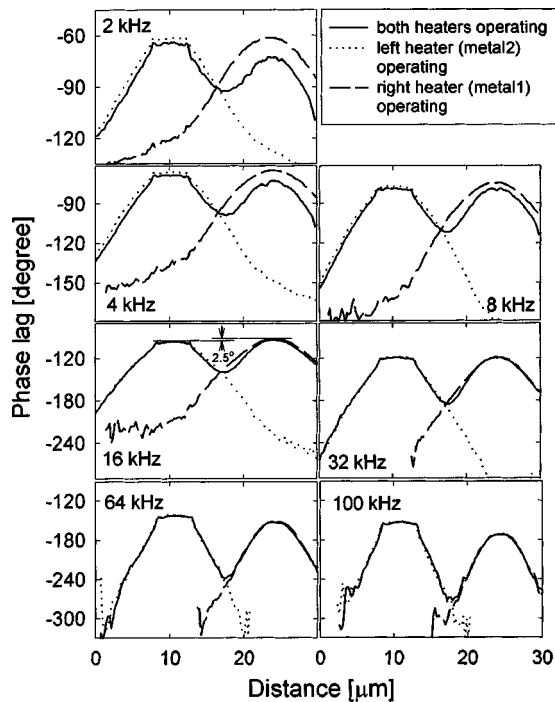 2 kHz
both heaters operating
left heater (metal2)
operating
right heater (metal1)
operating
-60
-90
-120
4 kHz
-90
-120
-150
8 kHz
16 kHz
2.5°
-120
-180
-240
32 kHz
64 kHz
-120
-180
-240
-300
100 kHz
0 10 20 30
0 10 20 30
Phase lag [degree]
Distance [μm]